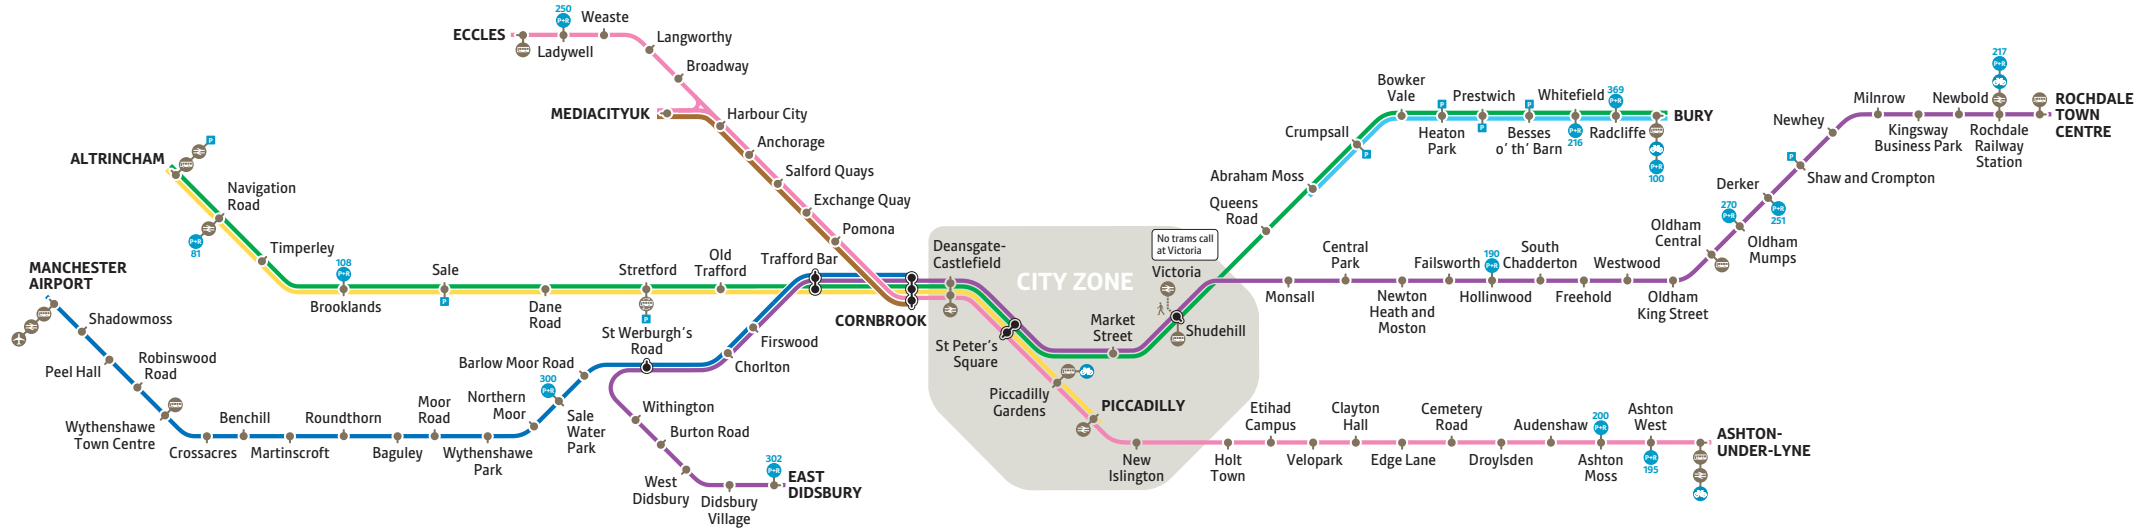 ECCLES
250
P+R
Ladywell
Weaste
Langworthy
Broadway
MEDIACITYUK
Harbour City
Anchorage
Salford Quays
Exchange Quay
Pomona
ALTRINCHAM
P
Navigation
Road
P+R
81
Timperley
108
P+R
Brooklands
Sale
P
Dane
Road
Stretford
P
Old
Trafford
Trafford Bar
CORNBROOK
MANCHESTER
AIRPORT
Shadowmoss
Peel Hall
Robinswood
Road
Wythenshawe
Town Centre
Crossacres
Benchill
Martinscroft
Roundthorn
Baguley
Moor
Road
Wythenshawe
Park
Northern
Moor
300
P+R
Sale
Water
Park
Barlow Moor Road
St Werburgh's
Road
Chorlton
Firswood
Withington
Burton Road
West
Didsbury
Didsbury
Village
302
P+R
EAST
DIDSBURY
CITY ZONE
Deansgate-
Castlefield
St Peter's
Square
Piccadilly
Gardens
PICCADILLY
Market
Street
No trams call
at Victoria
Victoria
Shudehill
New
Islington
Holt
Town
Etihad
Campus
Velopark
Clayton
Hall
Edge Lane
Cemetery
Road
Droylsden
Audenshaw
200
P+R
Ashton
Moss
Ashton
West
P+R
195
ASHTON-
UNDER-LYNE
Queens
Road
Abraham Moss
Crumpsall
P
Bowker
Vale
P
Heaton
Park
Prestwich
P
P
Besses
o' th' Barn
Whitefield
P+R
216
369
P+R
Radcliffe
BURY
P+R
100
Monsall
Central
Park
Newton
Heath and
Moston
Failsworth
190
P+R
Hollinwood
South
Chadderton
Freehold
Westwood
Oldham
King Street
Oldham
Central
270
P+R
Oldham
Mumps
Derker
P+R
251
P
Shaw and Crompton
Newhey
Milnrow
Kingsway
Business Park
Newbold
217
P+R
Rochdale
Railway
Station
ROCHDALE
TOWN
CENTRE